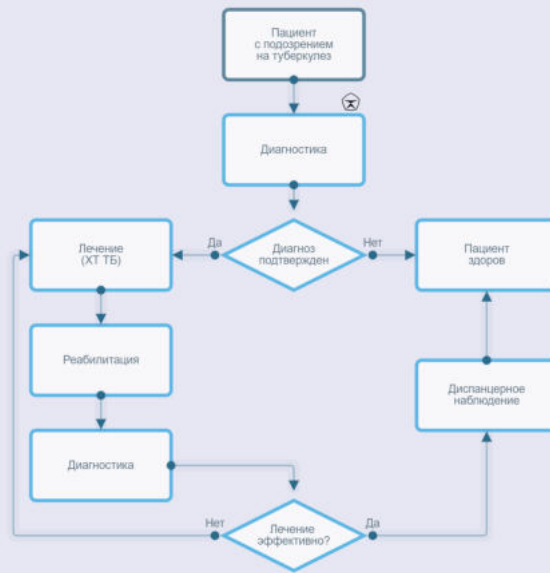 Пациент
с подозрением
на туберкулез
Диагностика
Да
Диагноз
подтвержден
Нет
Лечение
(ХТ ТБ)
Пациент
здоров
Реабилитация
Диспанцерное
наблюдение
Диагностика
Нет
Лечение
эффективно?
Да